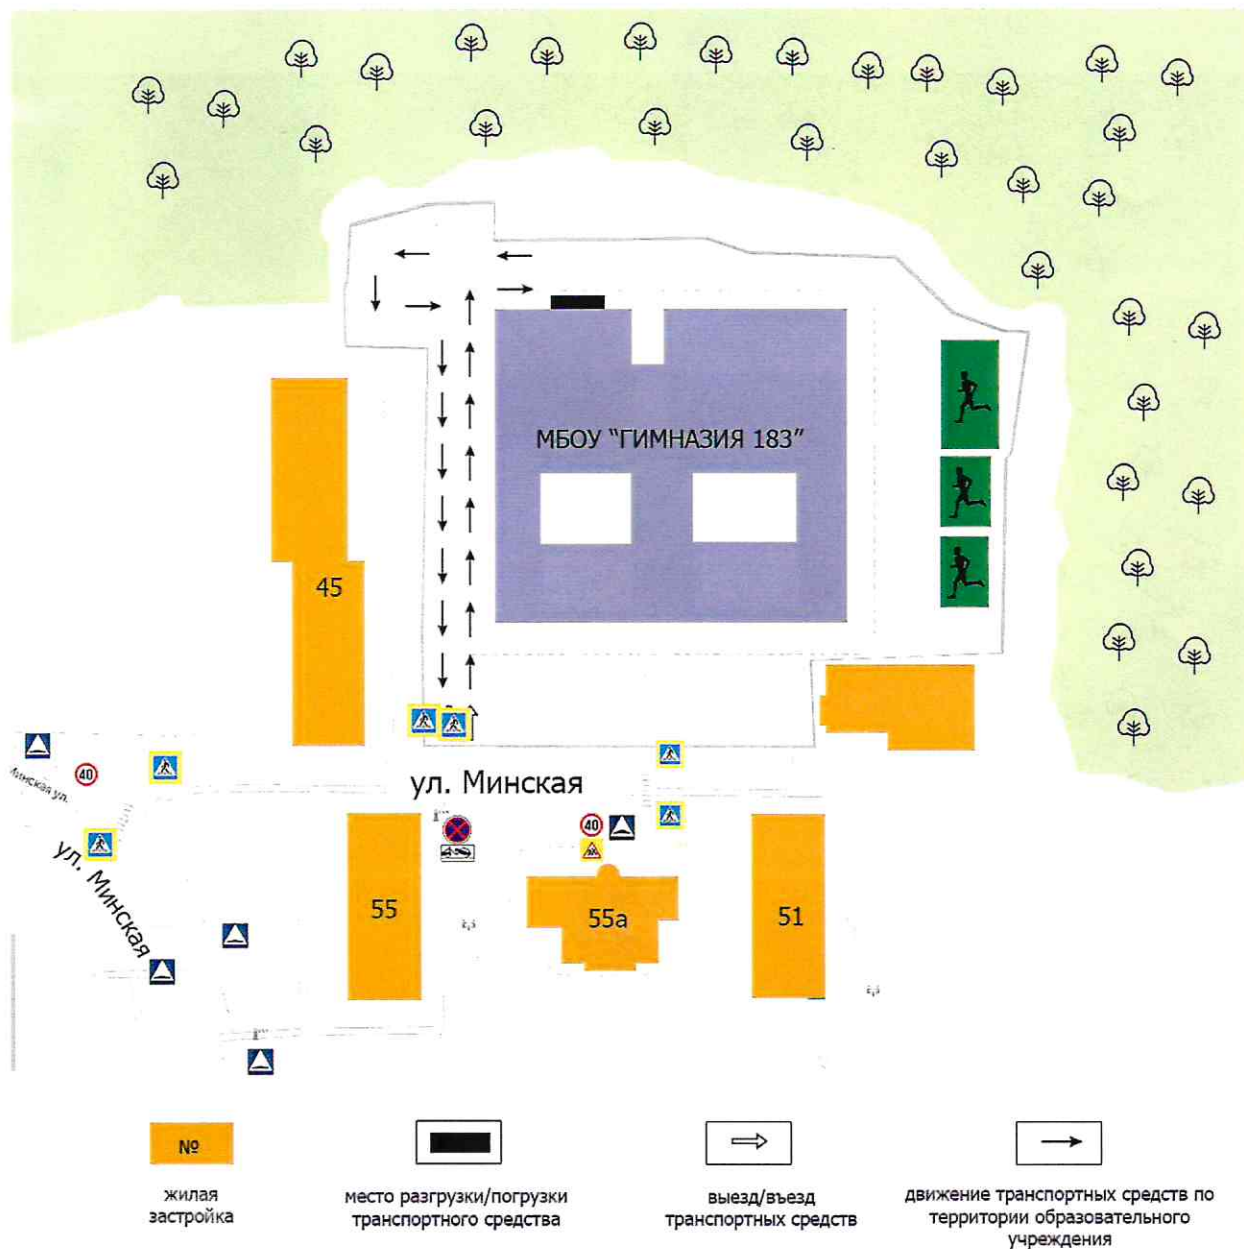 МБОУ “ГИМНАЗИЯ 183”
45
40
Минская ул.
ул. Минская
ул. Минская
40
55
55а
51
№
жилая
застройка
место разгрузки/погрузки
транспортного средства
выезд/въезд
транспортных средств
движение транспортных средств по
территории образовательного
учреждения